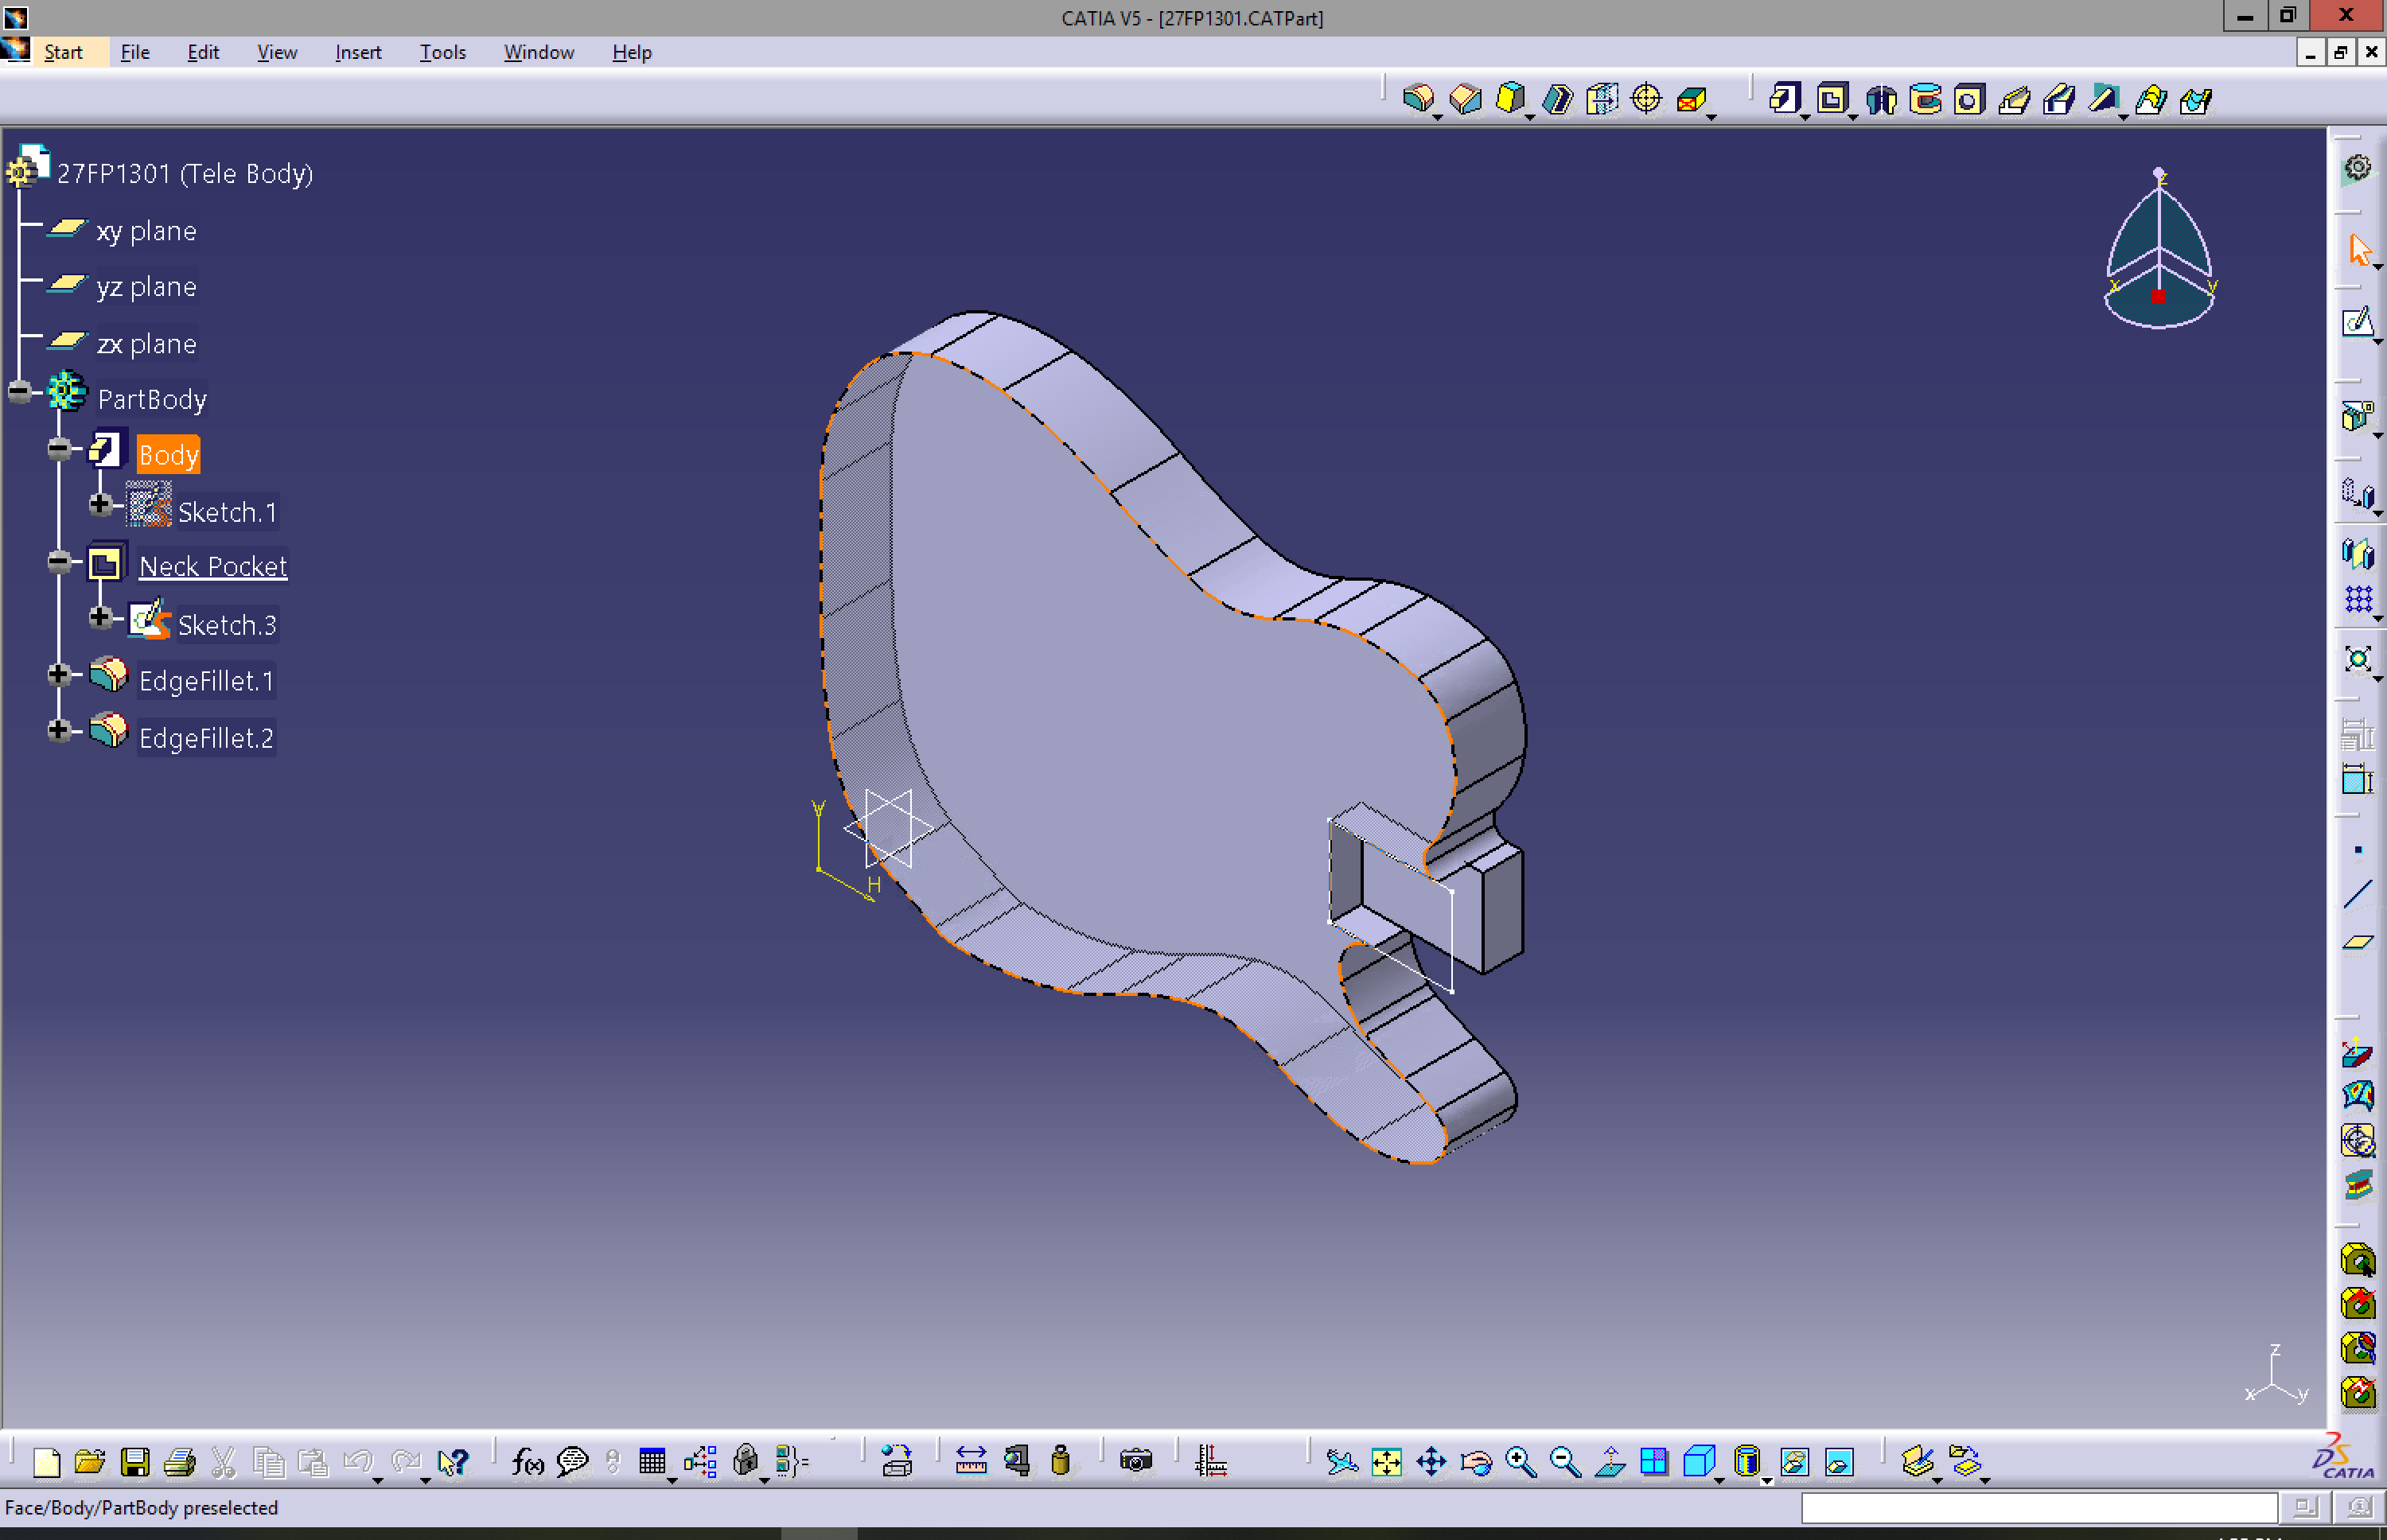 CATIA V5 - [27FP1301.CATPart]
Start File Edit View Insert Tools Window Help
27FP1301 (Tele Body)
xy plane
yz plane
zx plane
PartBody
Body
Sketch.1
Neck Pocket
Sketch.3
EdgeFillet.1
EdgeFillet.2
z
x
y
V
H
z
x
y
f(x)
DS
CATIA
Face/Body/PartBody preselected